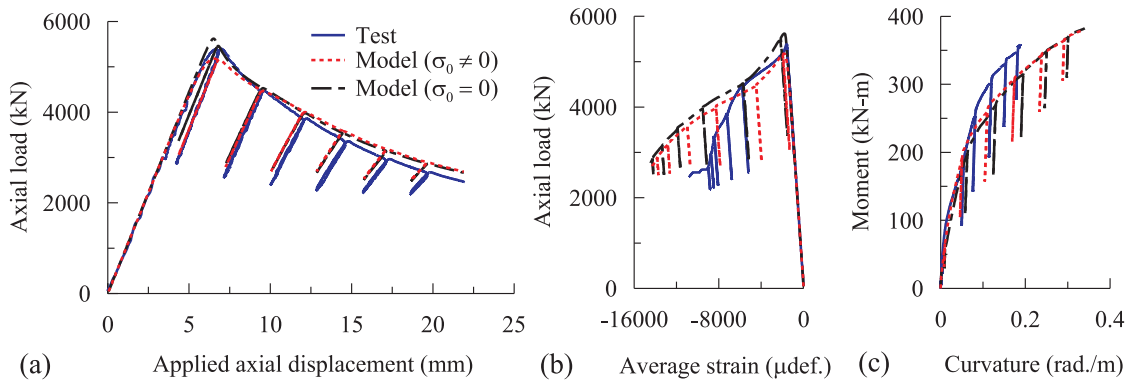 6000
4000
2000
0
Axial load (kN)
Test
Model (σ₀ ≠ 0)
Model (σ₀ = 0)
0 5 10 15 20 25
(a) Applied axial displacement (mm)
6000
4000
2000
0
Axial load (kN)
-16000 -8000 0
(b) Average strain (μdef.)
400
300
200
100
0
Moment (kN-m)
0 0.2 0.4
(c) Curvature (rad./m)